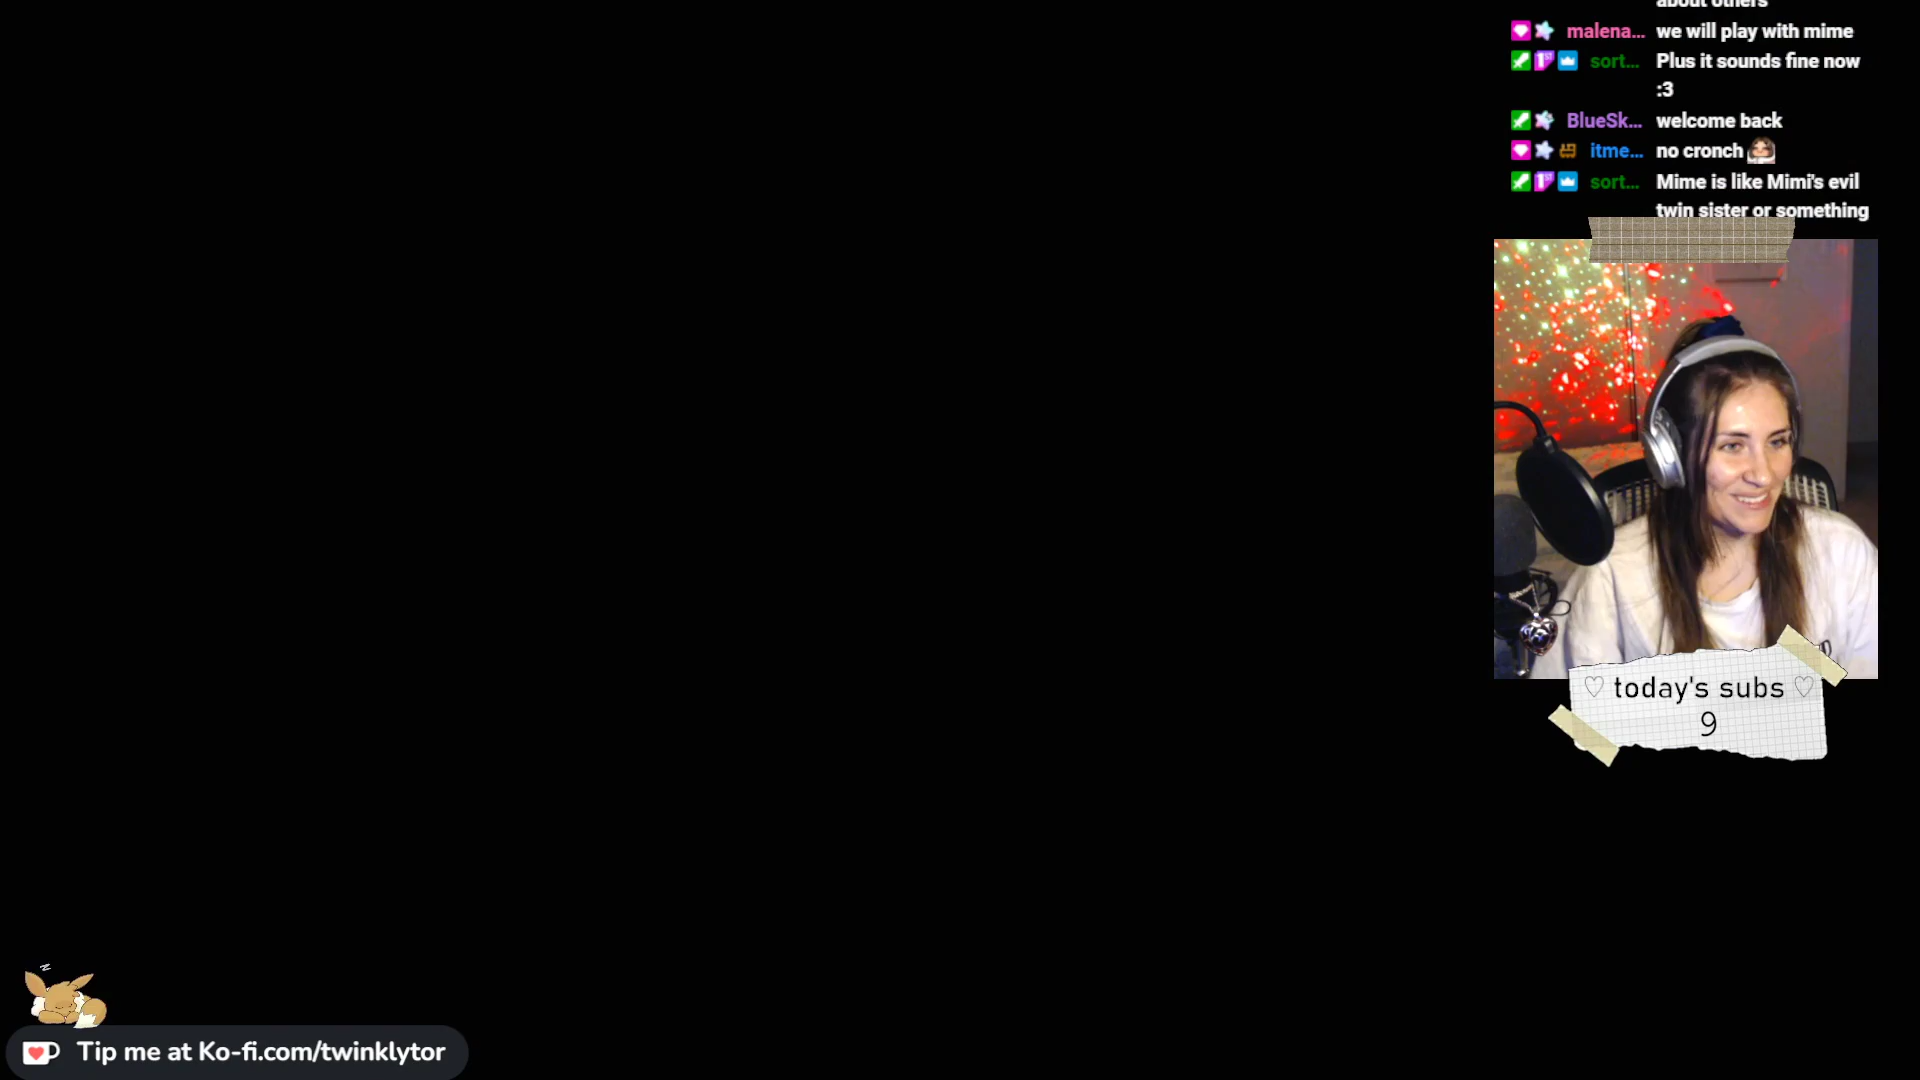 about others
malena... we will play with mime
sort... Plus it sounds fine now
:3
BlueSk... welcome back
itme... no cronch
sort... Mime is like Mimi's evil
twin sister or something
♡ today's subs ♡
9
Tip me at Ko-fi.com/twinklytor